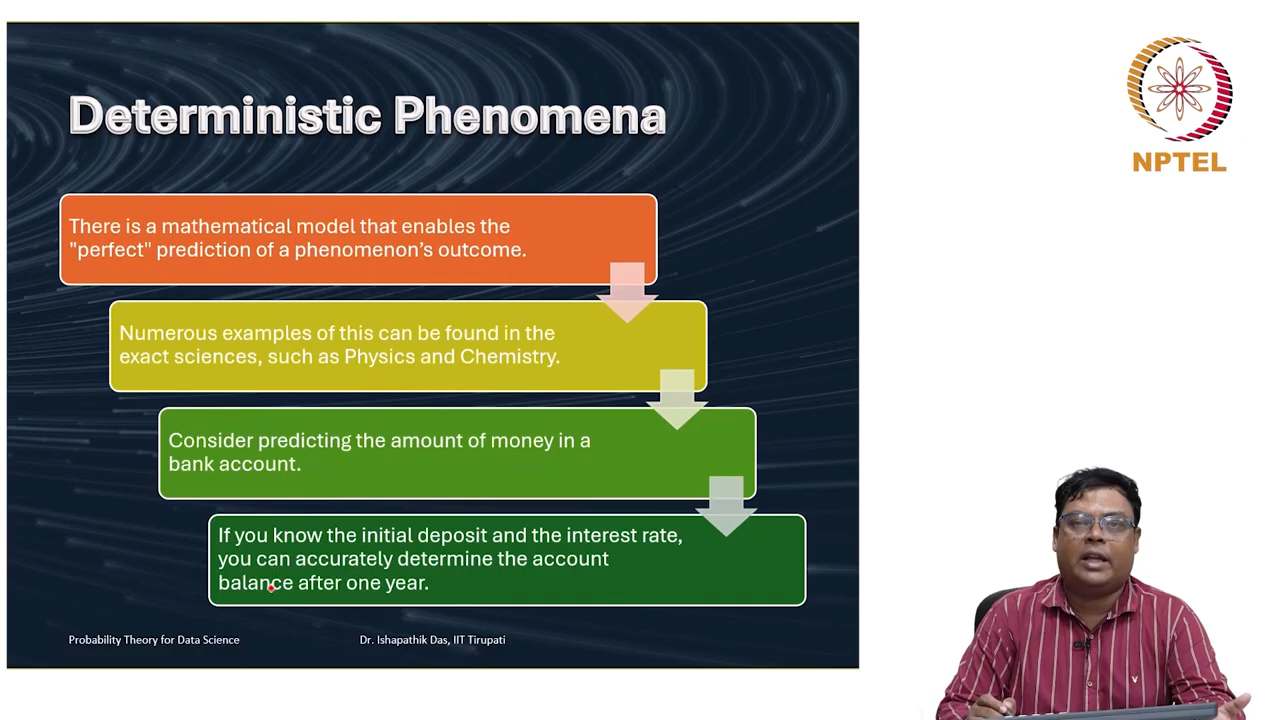 Deterministic Phenomena
NPTEL
There is a mathematical model that enables the
"perfect" prediction of a phenomenon’s outcome.
Numerous examples of this can be found in the
exact sciences, such as Physics and Chemistry.
Consider predicting the amount of money in a
bank account.
If you know the initial deposit and the interest rate,
you can accurately determine the account
balance after one year.
Probability Theory for Data Science
Dr. Ishapathik Das, IIT Tirupati